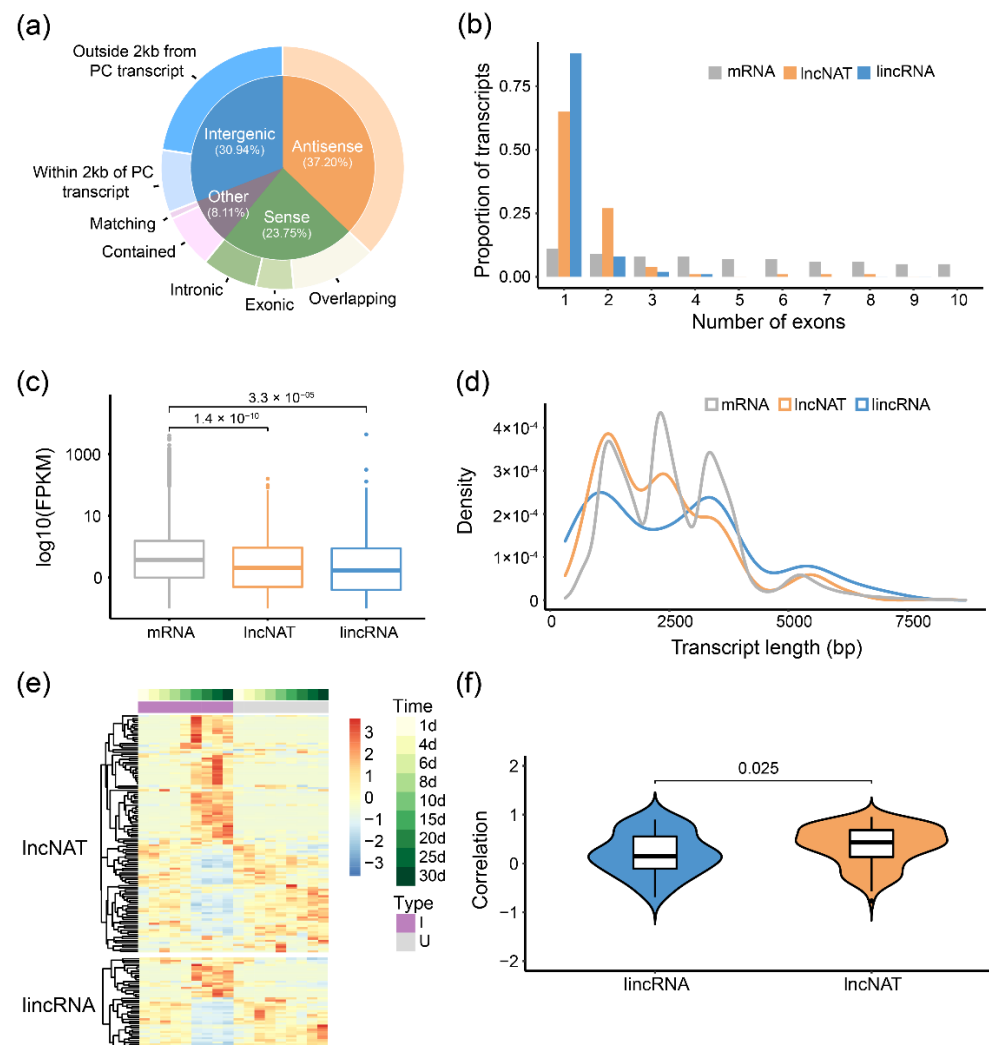 (a)
Outside 2kb from
PC transcript
Intergenic
(30.94%)
Antisense
(37.20%)
Within 2kb of PC
transcript
Other
(8.11%)
Sense
(23.75%)
Matching
Contained
Intronic
Exonic
Overlapping
(b)
mRNA lncNAT lincRNA
Proportion of transcripts
0.75
0.50
0.25
0.00
1 2 3 4 5 6 7 8 9 10
Number of exons
(c)
3.3 × 10⁻⁰⁵
1.4 × 10⁻¹⁰
log10(FPKM)
1000
10
0
mRNA lncNAT lincRNA
(d)
mRNA lncNAT lincRNA
Density
4×10⁻⁴
3×10⁻⁴
2×10⁻⁴
1×10⁻⁴
0
0 2500 5000 7500
Transcript length (bp)
(e)
lncNAT
lincRNA
3
2
1
0
−1
−2
−3
Time
1d
4d
6d
8d
10d
15d
20d
25d
30d
Type
I
U
(f)
0.025
Correlation
2
1
0
−1
−2
lincRNA lncNAT